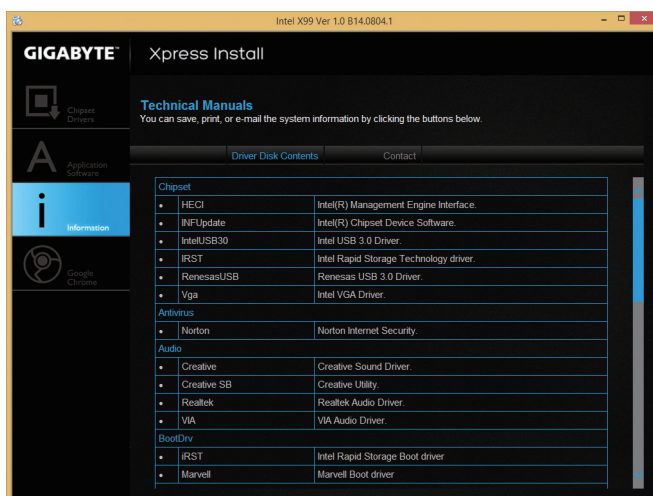 Intel X99 Ver 1.0 B14.0804.1
GIGABYTE™
Xpress Install
Chipset
Drivers
Application
Software
Information
Google
Chrome
Technical Manuals
You can save, print, or e-mail the system information by clicking the buttons below.
Driver Disk Contents Contact
Chipset
• HECI Intel(R) Management Engine Interface.
• INFUpdate Intel(R) Chipset Device Software.
• IntelUSB30 Intel USB 3.0 Driver.
• IRST Intel Rapid Storage Technology driver.
• RenesasUSB Renesas USB 3.0 Driver.
• Vga Intel VGA Driver.
Antivirus
• Norton Norton Internet Security.
Audio
• Creative Creative Sound Driver.
• Creative SB Creative Utility.
• Realtek Realtek Audio Driver.
• VIA VIA Audio Driver.
BootDrv
• iRST Intel Rapid Storage Boot driver
• Marvell Marvell Boot driver